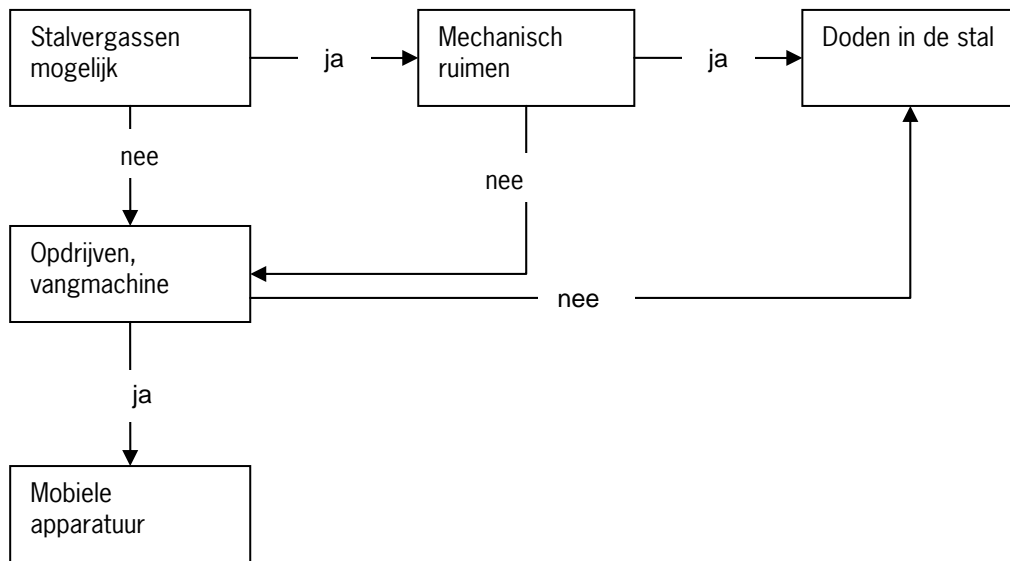 Stalvergassen
mogelijk
ja
Mechanisch
ruimen
ja
Doden in de stal
nee
nee
Opdrijven,
vangmachine
nee
ja
Mobiele
apparatuur